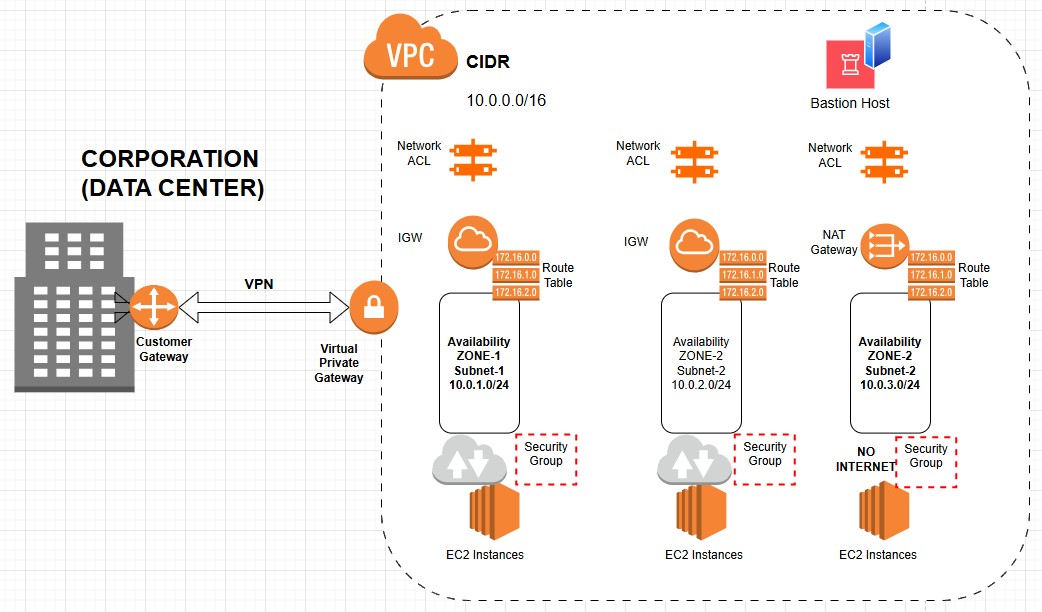 VPC
CIDR
10.0.0.0/16
Bastion Host
CORPORATION
(DATA CENTER)
VPN
Customer
Gateway
Virtual
Private
Gateway
Network
ACL
IGW
172.16.0.0
172.16.1.0
172.16.2.0
Route
Table
Availability
ZONE-1
Subnet-1
10.0.1.0/24
Security
Group
EC2 Instances
Network
ACL
IGW
172.16.0.0
172.16.1.0
172.16.2.0
Route
Table
Availability
ZONE-2
Subnet-2
10.0.2.0/24
Security
Group
EC2 Instances
Network
ACL
NAT
Gateway
172.16.0.0
172.16.1.0
172.16.2.0
Route
Table
Availability
ZONE-2
Subnet-2
10.0.3.0/24
NO
INTERNET
Security
Group
EC2 Instances